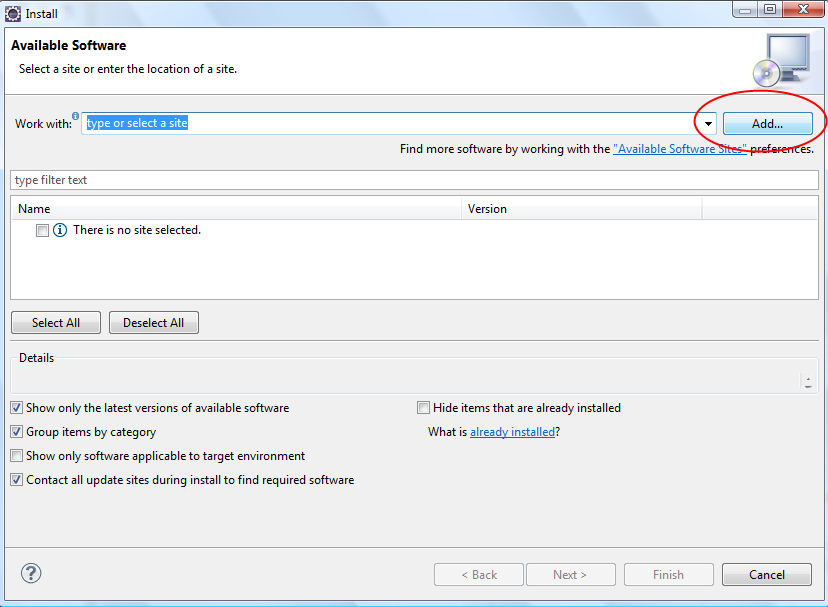 Install
Available Software
Select a site or enter the location of a site.
Work with: type or select a site Add...
Find more software by working with the "Available Software Sites" preferences.
type filter text
Name Version
There is no site selected.
Select All Deselect All
Details
Show only the latest versions of available software Hide items that are already installed
Group items by category What is already installed?
Show only software applicable to target environment
Contact all update sites during install to find required software
< Back Next > Finish Cancel